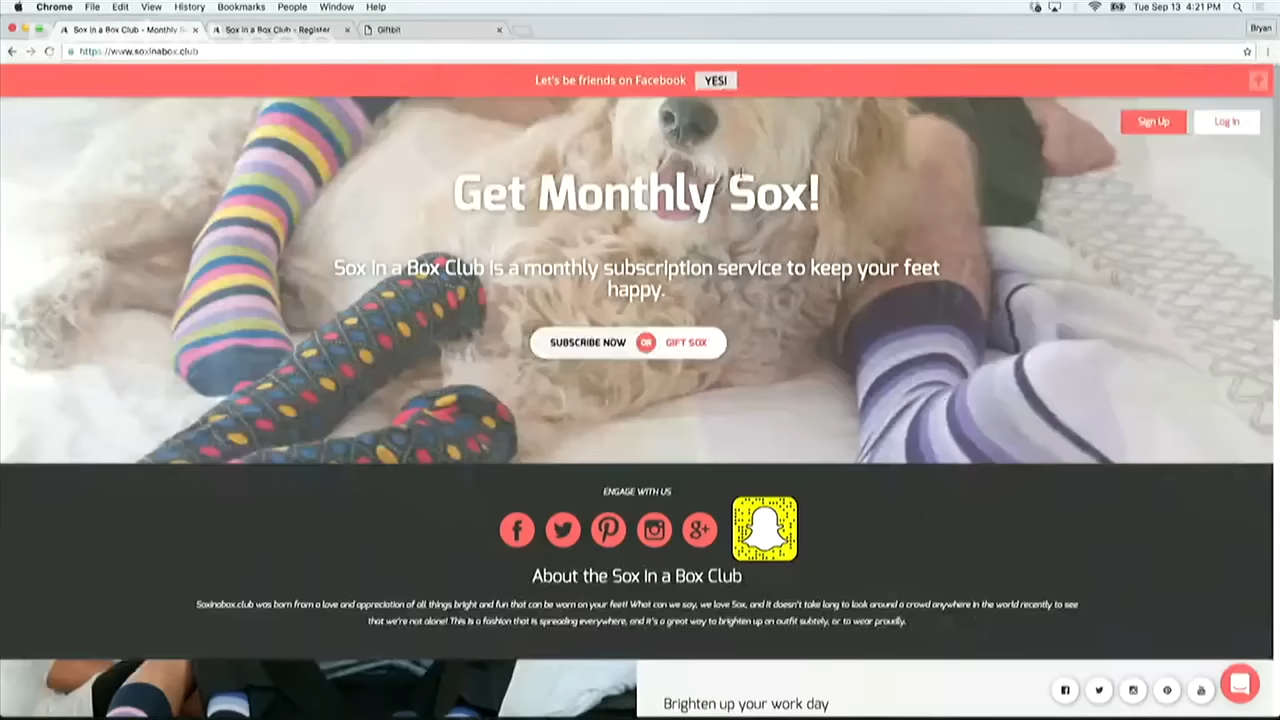 Chrome File Edit View History Bookmarks People Window Help
Tue Sep 13 4:21 PM
Sox in a Box Club - Monthly S
Sox in a Box Club - Register
Giftbit
Bryan
https://www.soxinabox.club
Let's be friends on Facebook YES!
Sign Up Log In
Get Monthly Sox!
Sox in a Box Club is a monthly subscription service to keep your feet
happy.
SUBSCRIBE NOW OR GIFT SOX
ENGAGE WITH US
About the Sox in a Box Club
Soxinabox.club was born from a love and appreciation of all things bright and fun that can be worn on your feet! What can we say, we love Sox, and it doesn't take long to look around a crowd anywhere in the world recently to see
that we're not alone! This is a fashion that is spreading everywhere, and it's a great way to brighten up an outfit subtely, or to wear proudly.
Brighten up your work day